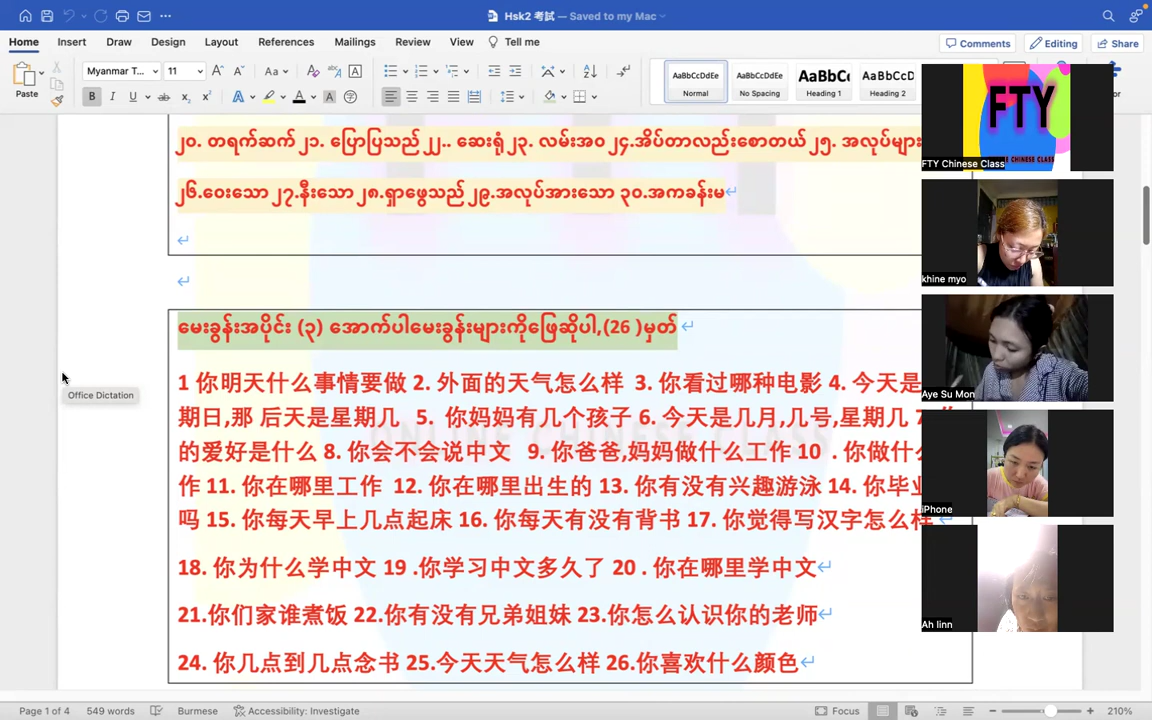 Hsk2 考試 — Saved to my Mac
Home Insert Draw Design Layout References Mailings Review View Tell me Comments Editing Share
Paste Myanmar T... 11 Aa
B I U ab x₂ x² A A A
AaBbCcDdEe AaBbCcDdEe AaBbCc AaBbCcD
Normal No Spacing Heading 1 Heading 2
၂၀. တရက်ဆက် ၂၁. ပြောပြသည် ၂၂.. ဆေးရုံ ၂၃. လမ်းအ၀ ၂၄.အိပ်တာလည်းစောတယ် ၂၅. အလုပ်များ
၂၆.ဝေးသော ၂၇.နီးသော ၂၈.ရှာဖွေသည် ၂၉.အလုပ်အားသော ၃၀.အကခန်းမ
မေးခွန်းအပိုင်း (၃) အောက်ပါမေးခွန်းများကိုဖြေဆိုပါ,(26 )မှတ်
1 你明天什么事情要做 2. 外面的天气怎么样 3. 你看过哪种电影 4. 今天是
期日,那 后天是星期几 5. 你妈妈有几个孩子 6. 今天是几月,几号,星期几 7
的爱好是什么 8. 你会不会说中文 9. 你爸爸,妈妈做什么工作 10 . 你做什
作 11. 你在哪里工作 12. 你在哪里出生的 13. 你有没有兴趣游泳 14. 你毕业
吗 15. 你每天早上几点起床 16. 你每天有没有背书 17. 你觉得写汉字怎么样
18. 你为什么学中文 19 .你学习中文多久了 20 . 你在哪里学中文
21.你们家谁煮饭 22.你有没有兄弟姐妹 23.你怎么认识你的老师
24. 你几点到几点念书 25.今天天气怎么样 26.你喜欢什么颜色
ONLINE CHINESE CLASS
Office Dictation
FTY
CHINESE CLASS
FTY Chinese Class
khine myo
Aye Su Mon
iPhone
Ah linn
Page 1 of 4 549 words Burmese Accessibility: Investigate Focus 210%